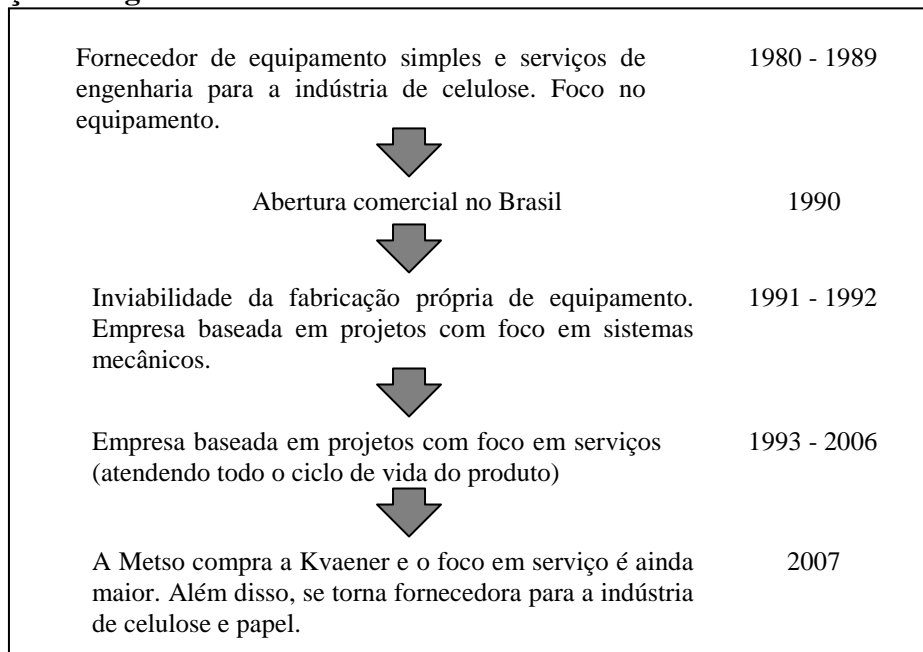 Fornecedor de equipamento simples e serviços de 1980 - 1989
engenharia para a indústria de celulose. Foco no
equipamento.
Abertura comercial no Brasil 1990
Inviabilidade da fabricação própria de equipamento. 1991 - 1992
Empresa baseada em projetos com foco em sistemas
mecânicos.
Empresa baseada em projetos com foco em serviços 1993 - 2006
(atendendo todo o ciclo de vida do produto)
A Metso compra a Kvaener e o foco em serviço é ainda 2007
maior. Além disso, se torna fornecedora para a indústria
de celulose e papel.